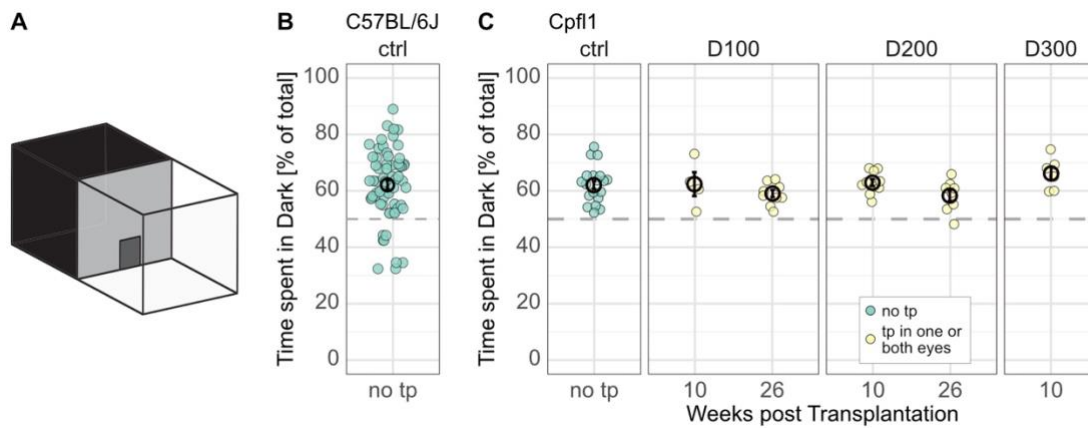 A
B
C57BL/6J
ctrl
Time spent in Dark [% of total]
100
80
60
40
20
0
no tp
C
Cpfl1
ctrl
D100
D200
D300
Time spent in Dark [% of total]
100
80
60
40
20
0
no tp
tp in one or
both eyes
no tp
10
26
10
26
10
Weeks post Transplantation